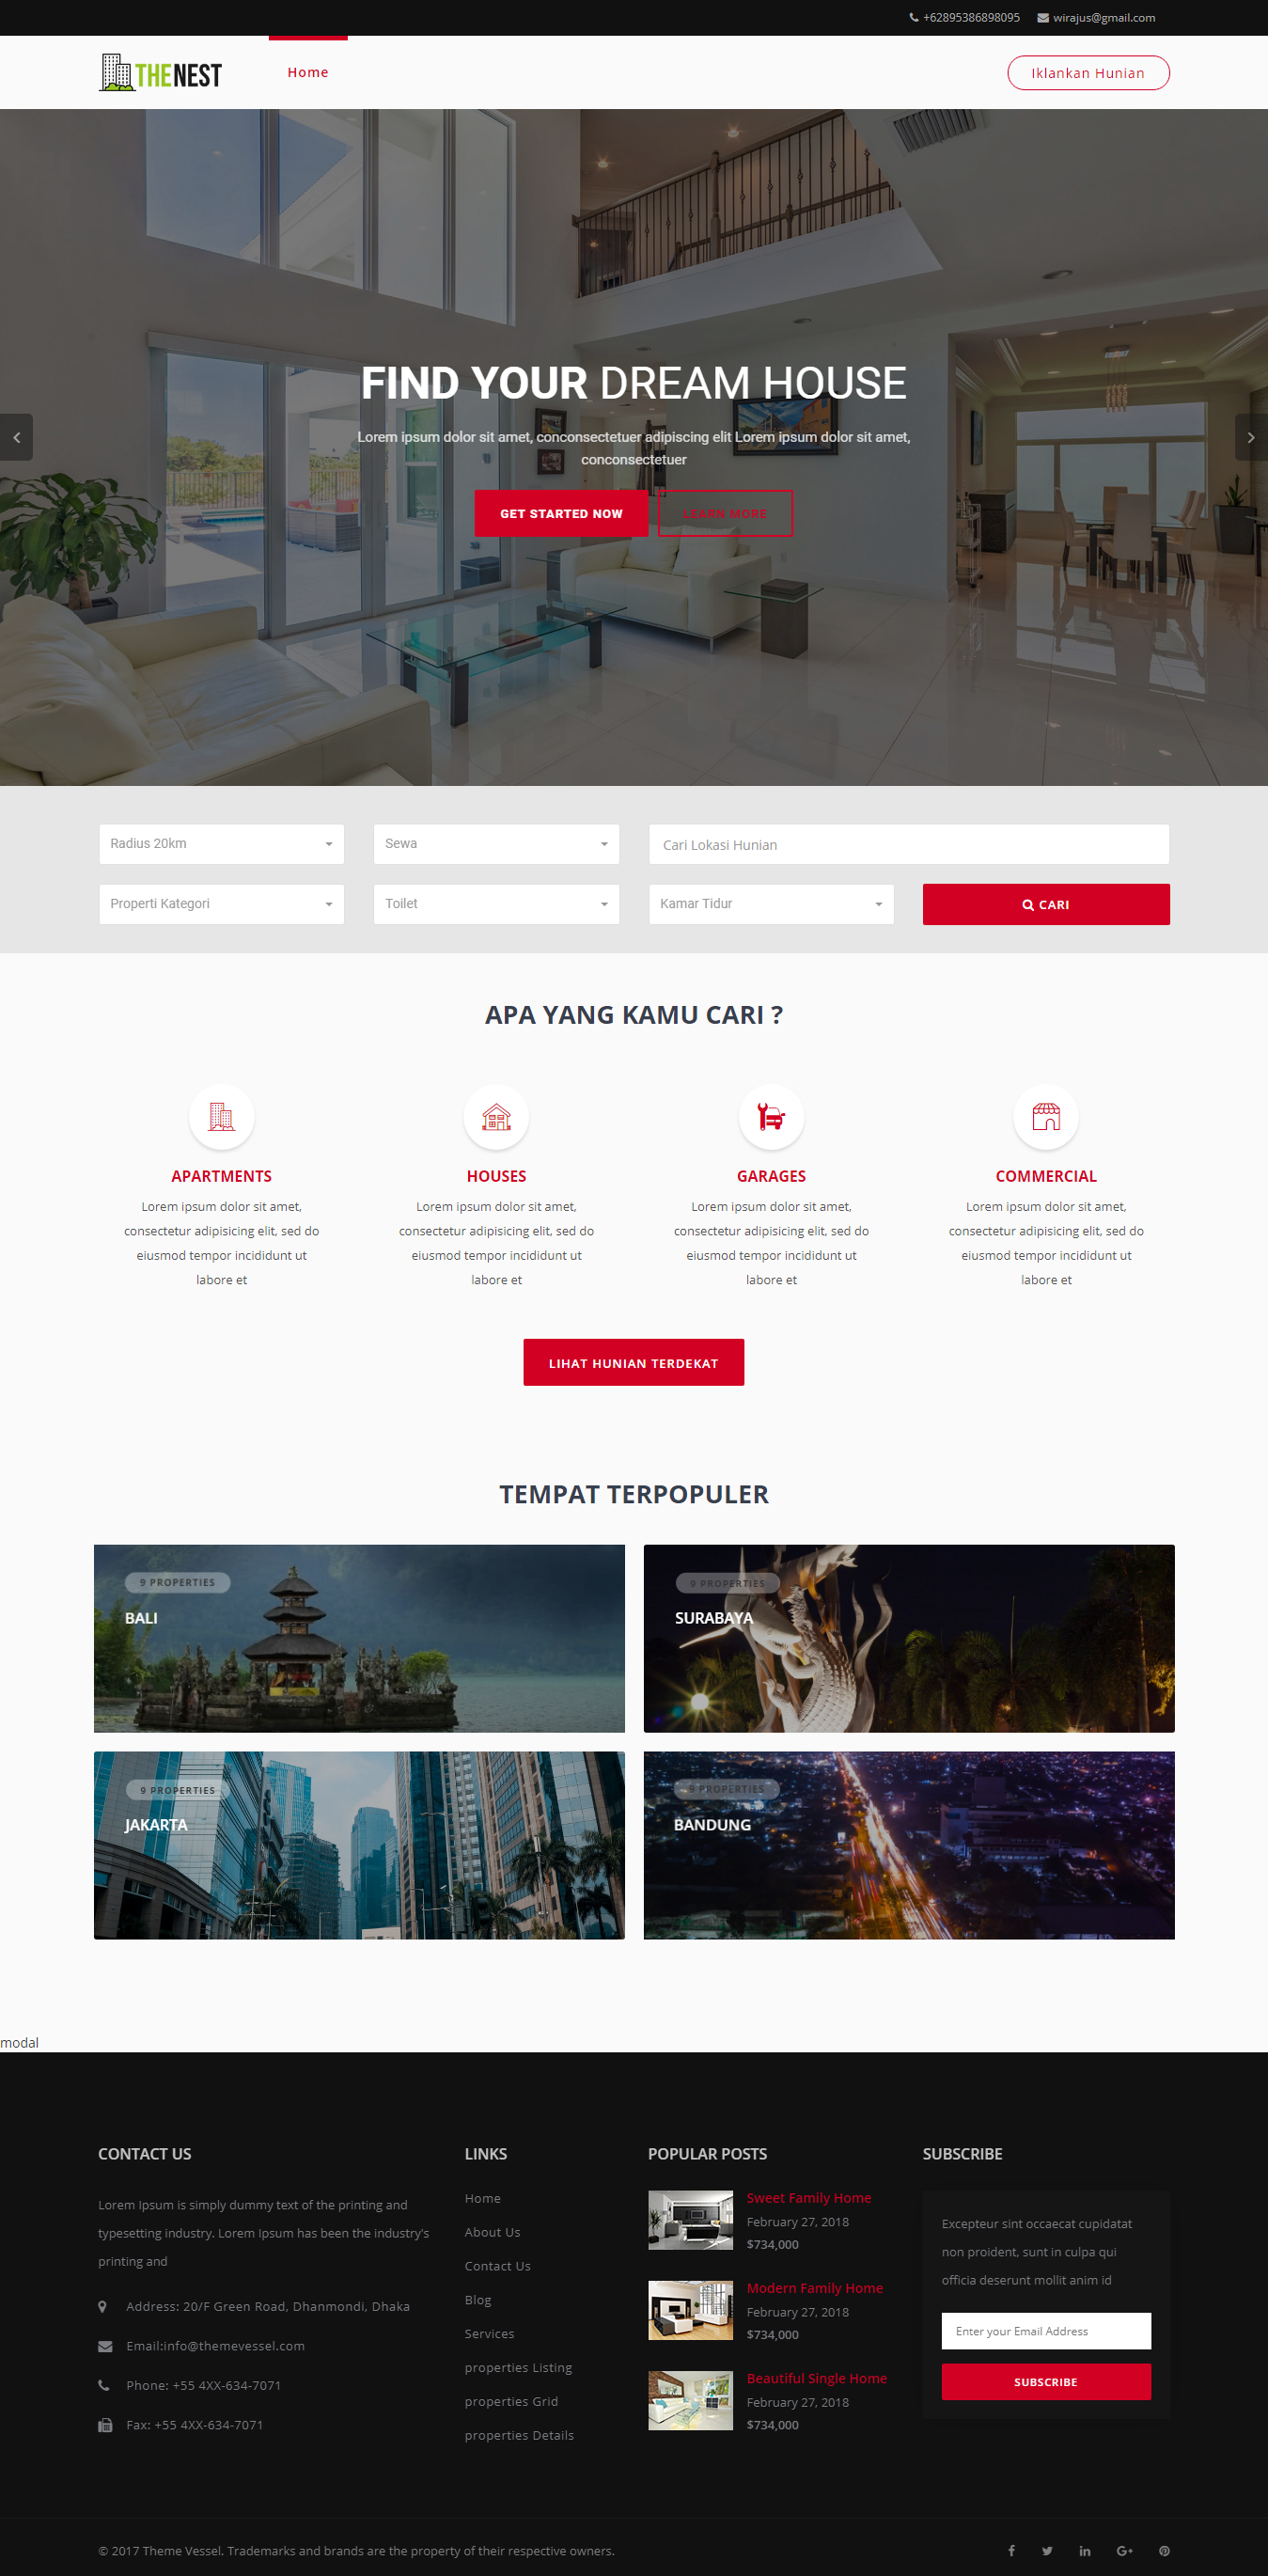 +62895386898095 wirajus@gmail.com
THENEST
Home
Iklankan Hunian
FIND YOUR DREAM HOUSE
Lorem ipsum dolor sit amet, conconsectetuer adipiscing elit Lorem ipsum dolor sit amet,
conconsectetuer
GET STARTED NOW
LEARN MORE
Radius 20km
Sewa
Cari Lokasi Hunian
Properti Kategori
Toilet
Kamar Tidur
CARI
APA YANG KAMU CARI ?
APARTMENTS
Lorem ipsum dolor sit amet,
consectetur adipisicing elit, sed do
eiusmod tempor incididunt ut
labore et
HOUSES
Lorem ipsum dolor sit amet,
consectetur adipisicing elit, sed do
eiusmod tempor incididunt ut
labore et
GARAGES
Lorem ipsum dolor sit amet,
consectetur adipisicing elit, sed do
eiusmod tempor incididunt ut
labore et
COMMERCIAL
Lorem ipsum dolor sit amet,
consectetur adipisicing elit, sed do
eiusmod tempor incididunt ut
labore et
LIHAT HUNIAN TERDEKAT
TEMPAT TERPOPULER
9 PROPERTIES
BALI
9 PROPERTIES
SURABAYA
9 PROPERTIES
JAKARTA
9 PROPERTIES
BANDUNG
modal
CONTACT US
Lorem Ipsum is simply dummy text of the printing and
typesetting industry. Lorem Ipsum has been the industry's
printing and
Address: 20/F Green Road, Dhanmondi, Dhaka
Email:info@themevessel.com
Phone: +55 4XX-634-7071
Fax: +55 4XX-634-7071
LINKS
Home
About Us
Contact Us
Blog
Services
properties Listing
properties Grid
properties Details
POPULAR POSTS
Sweet Family Home
February 27, 2018
$734,000
Modern Family Home
February 27, 2018
$734,000
Beautiful Single Home
February 27, 2018
$734,000
SUBSCRIBE
Excepteur sint occaecat cupidatat
non proident, sunt in culpa qui
officia deserunt mollit anim id
Enter your Email Address
SUBSCRIBE
© 2017 Theme Vessel. Trademarks and brands are the property of their respective owners.